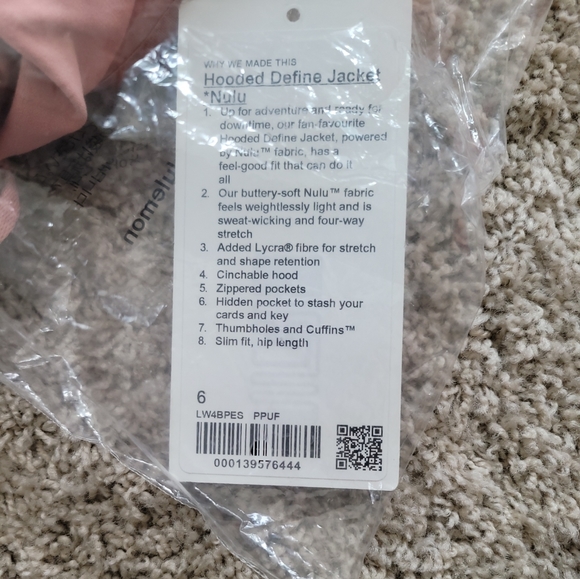 WHY WE MADE THIS
Hooded Define Jacket
*Nulu
1. Up for adventure and ready for
downtime, our fan-favourite
Hooded Define Jacket, powered
by Nulu™ fabric, has a
feel-good fit that can do it
all
2. Our buttery-soft Nulu™ fabric
feels weightlessly light and is
sweat-wicking and four-way
stretch
3. Added Lycra® fibre for stretch
and shape retention
4. Cinchable hood
5. Zippered pockets
6. Hidden pocket to stash your
cards and key
7. Thumbholes and Cuffins™
8. Slim fit, hip length
6
LW4BPES PPUF
000139576444
lululemon